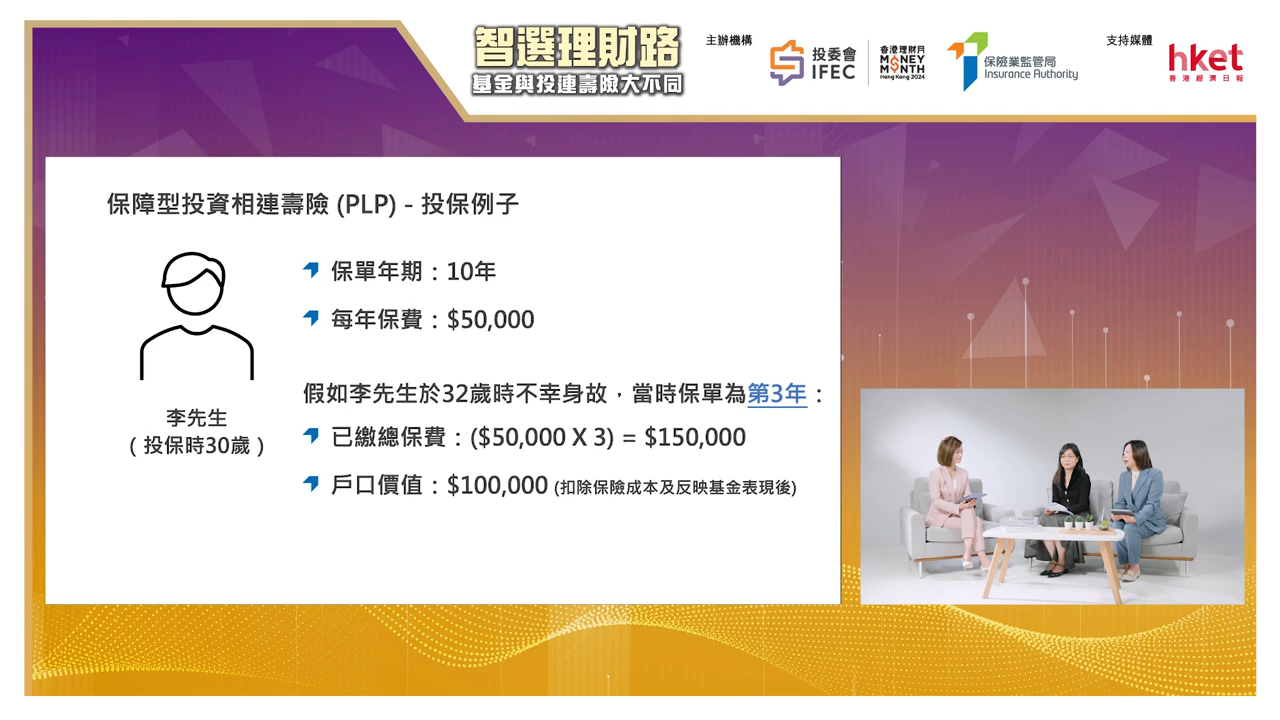 智選理財路
基金與投連壽險大不同
主辦機構
投委會
IFEC
香港理財月
MONEY
MONTH
Hong Kong 2024
保險業監管局
Insurance Authority
支持媒體
hket
香港經濟日報
保障型投資相連壽險 (PLP) - 投保例子
保單年期：10年
每年保費：$50,000
李先生
（投保時30歲）
假如李先生於32歲時不幸身故，當時保單為第3年：
已繳總保費：($50,000 X 3) = $150,000
戶口價值：$100,000 (扣除保險成本及反映基金表現後)